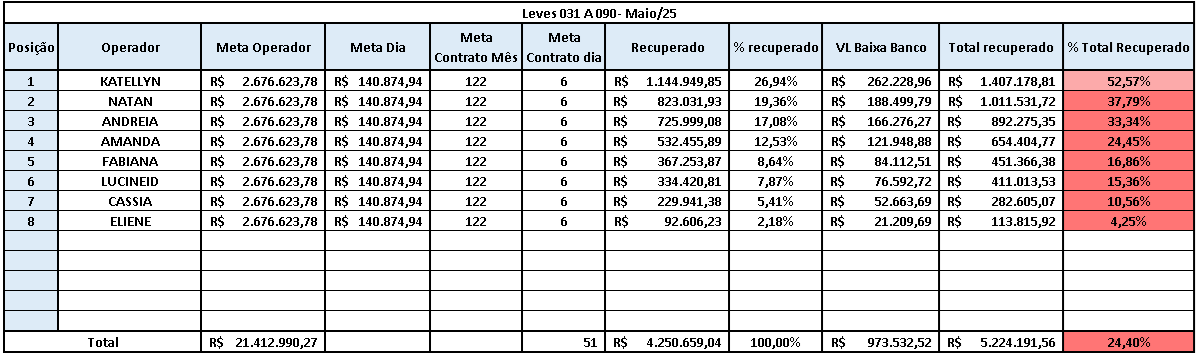 Leves 031 A 090- Maio/25
Posição Operador Meta Operador Meta Dia Meta Contrato Mês Meta Contrato dia Recuperado % recuperado VL Baixa Banco Total recuperado % Total Recuperado
1 KATELLYN R$ 2.676.623,78 R$ 140.874,94 122 6 R$ 1.144.949,85 26,94% R$ 262.228,96 R$ 1.407.178,81 52,57%
2 NATAN R$ 2.676.623,78 R$ 140.874,94 122 6 R$ 823.031,93 19,36% R$ 188.499,79 R$ 1.011.531,72 37,79%
3 ANDREIA R$ 2.676.623,78 R$ 140.874,94 122 6 R$ 725.999,08 17,08% R$ 166.276,27 R$ 892.275,35 33,34%
4 AMANDA R$ 2.676.623,78 R$ 140.874,94 122 6 R$ 532.455,89 12,53% R$ 121.948,88 R$ 654.404,77 24,45%
5 FABIANA R$ 2.676.623,78 R$ 140.874,94 122 6 R$ 367.253,87 8,64% R$ 84.112,51 R$ 451.366,38 16,86%
6 LUCINEID R$ 2.676.623,78 R$ 140.874,94 122 6 R$ 334.420,81 7,87% R$ 76.592,72 R$ 411.013,53 15,36%
7 CASSIA R$ 2.676.623,78 R$ 140.874,94 122 6 R$ 229.941,38 5,41% R$ 52.663,69 R$ 282.605,07 10,56%
8 ELIENE R$ 2.676.623,78 R$ 140.874,94 122 6 R$ 92.606,23 2,18% R$ 21.209,69 R$ 113.815,92 4,25%
Total R$ 21.412.990,27 51 R$ 4.250.659,04 100,00% R$ 973.532,52 R$ 5.224.191,56 24,40%